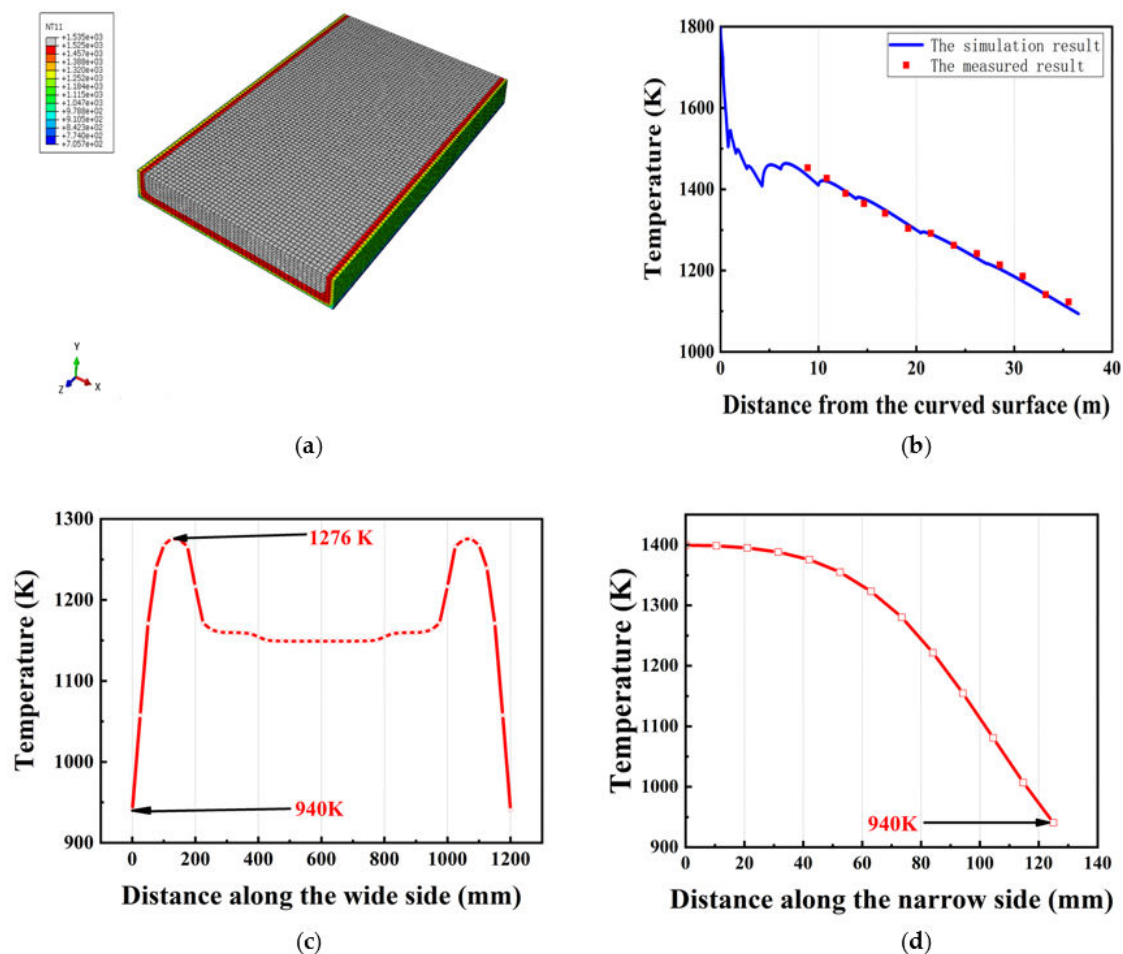 NT11
+1.535e+03
+1.525e+03
+1.457e+03
+1.388e+03
+1.320e+03
+1.252e+03
+1.184e+03
+1.115e+03
+1.047e+03
+9.788e+02
+9.105e+02
+8.423e+02
+7.740e+02
+7.057e+02
Y
Z
X
(a)
1800
1600
1400
1200
1000
Temperature (K)
The simulation result
The measured result
0
10
20
30
40
Distance from the curved surface (m)
(b)
1300
1200
1100
1000
900
Temperature (K)
1276 K
940K
0
200
400
600
800
1000
1200
Distance along the wide side (mm)
(c)
1400
1300
1200
1100
1000
900
Temperature (K)
940K
0
20
40
60
80
100
120
140
Distance along the narrow side (mm)
(d)